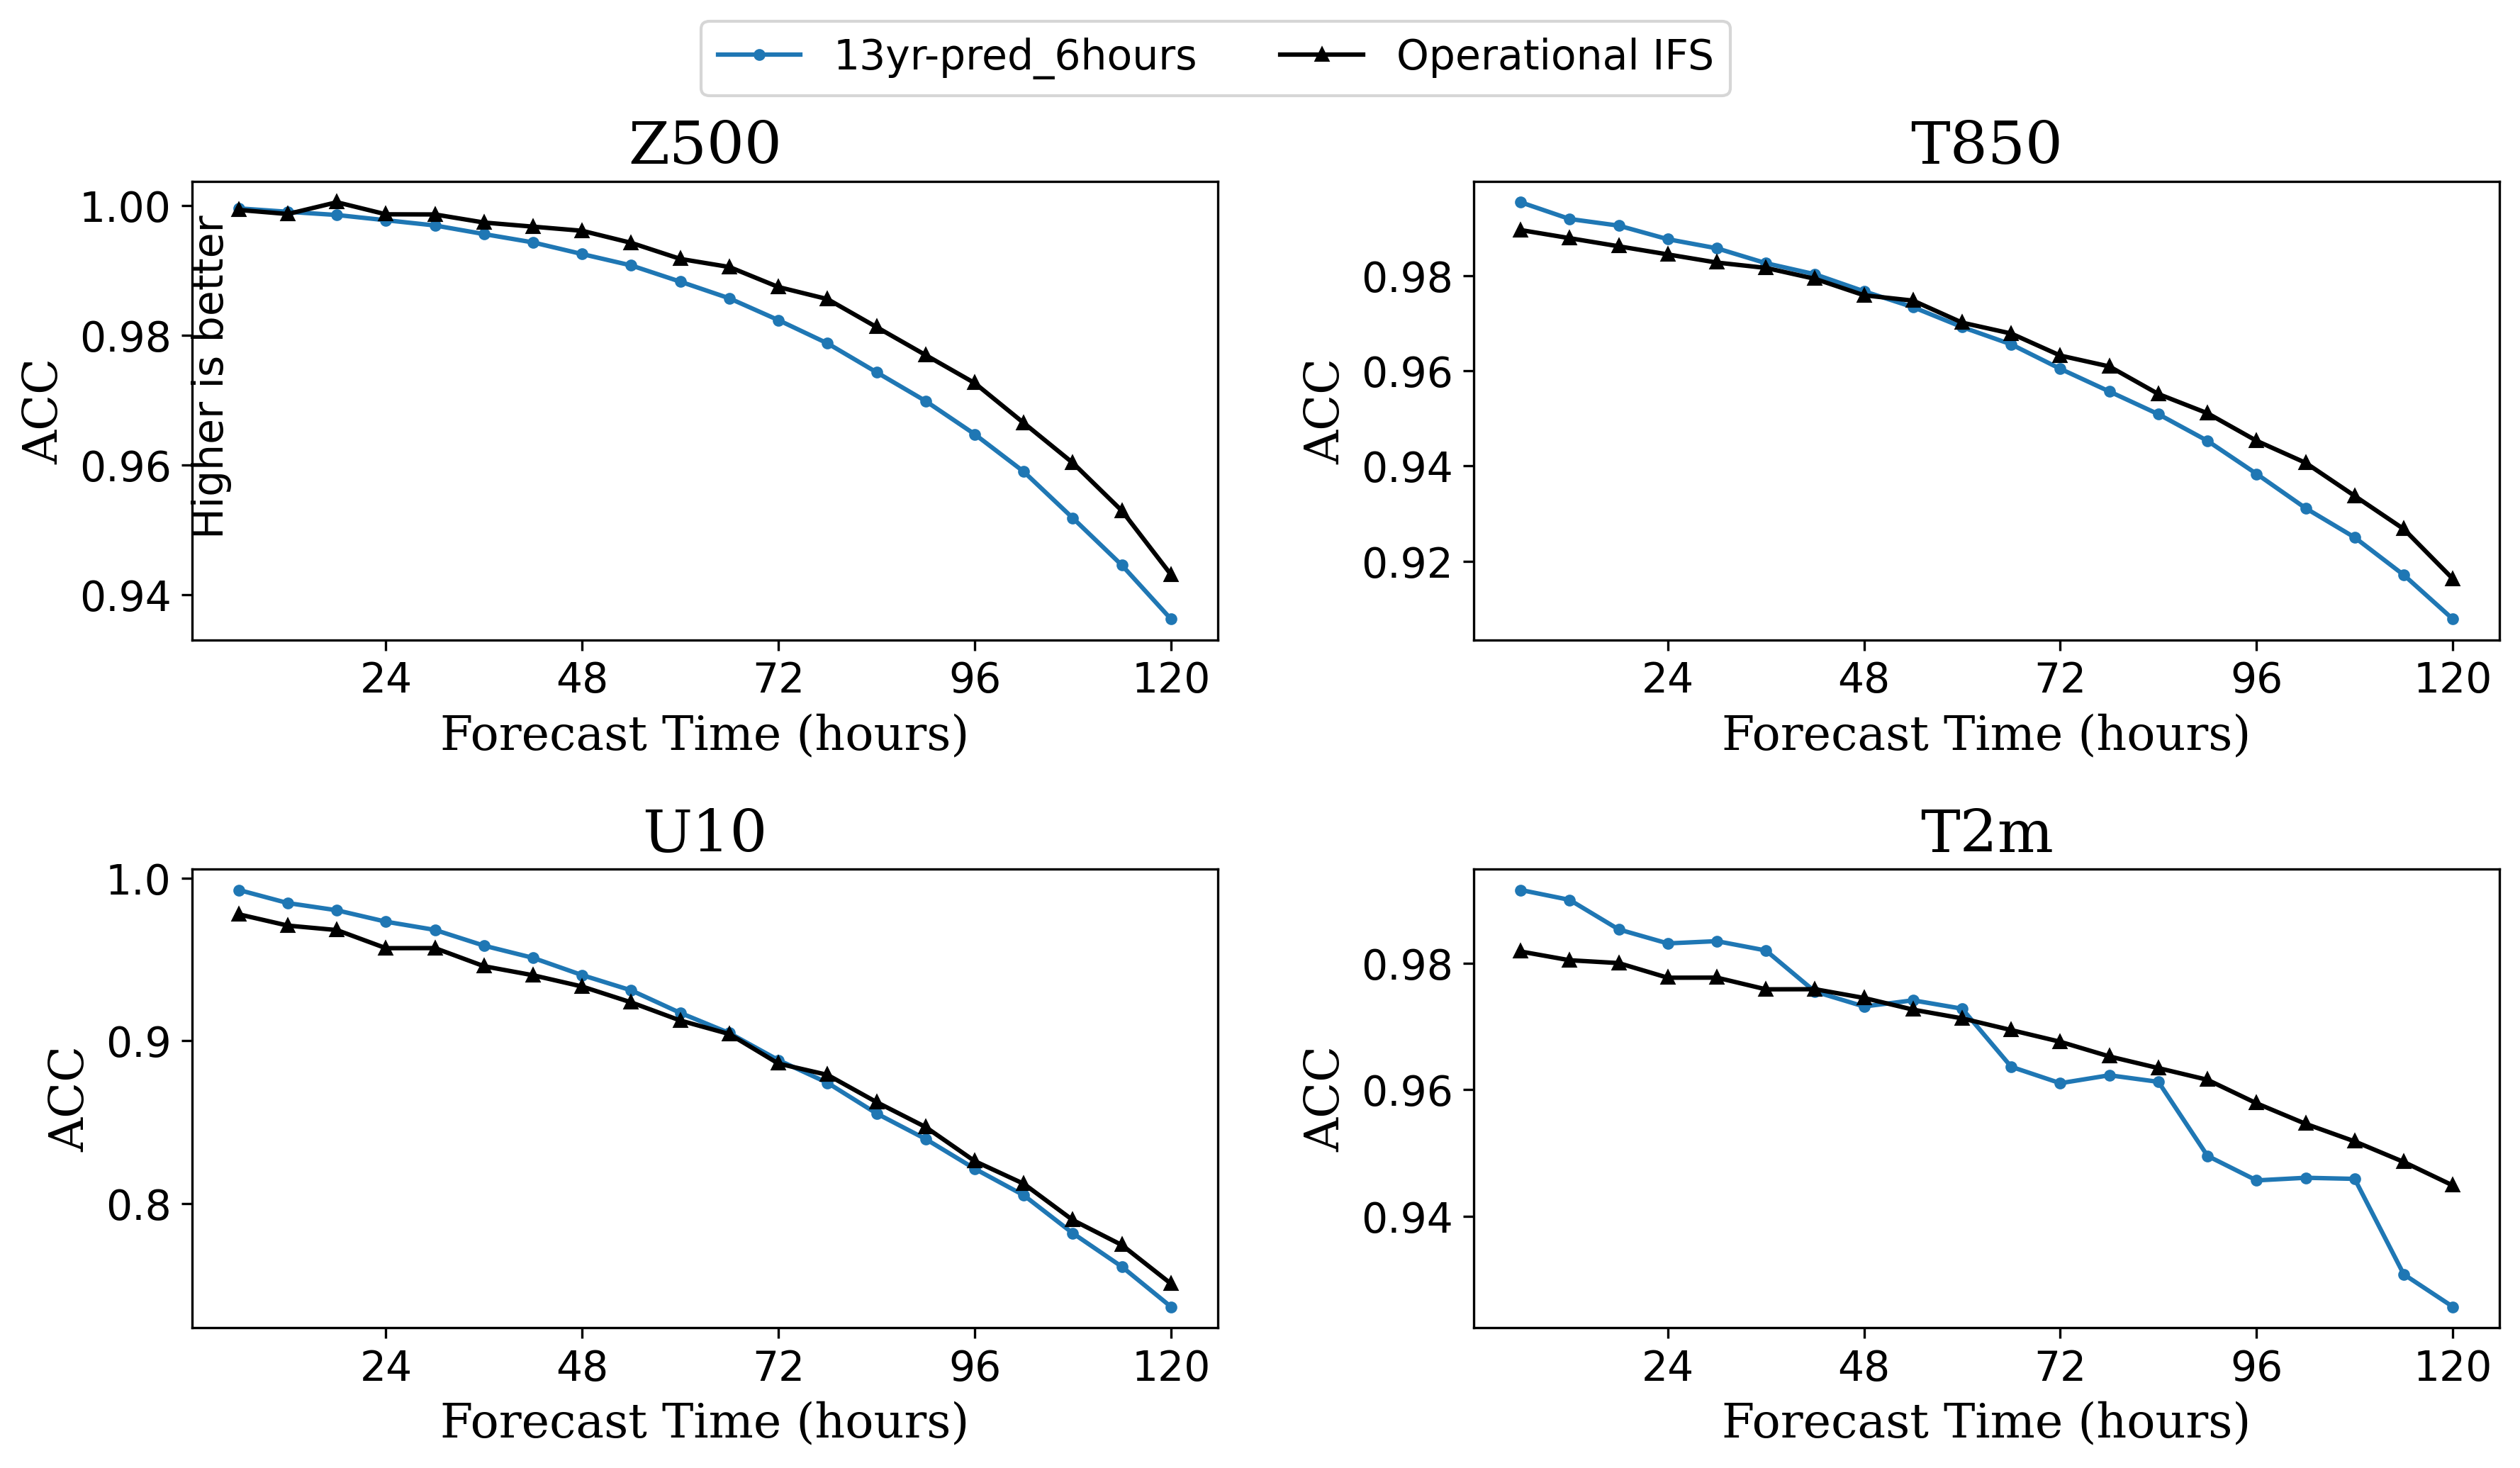 13yr-pred_6hours
Operational IFS
Z500
1.00
0.98
0.96
0.94
ACC
Higher is better
24 48 72 96 120
Forecast Time (hours)
T850
0.98
0.96
0.94
0.92
ACC
24 48 72 96 120
Forecast Time (hours)
U10
1.0
0.9
0.8
ACC
24 48 72 96 120
Forecast Time (hours)
T2m
0.98
0.96
0.94
ACC
24 48 72 96 120
Forecast Time (hours)